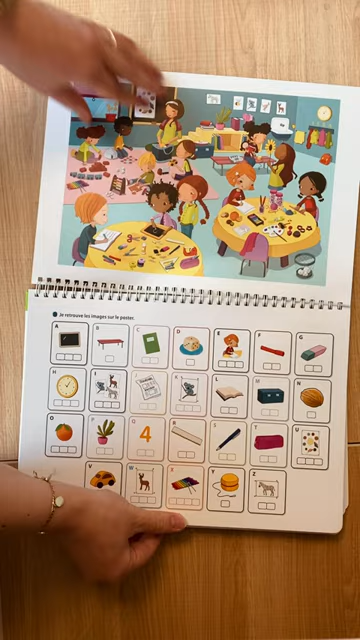 Je retrouve les images sur le poster.
A B C D E F G
H I J K L M N
O P Q R S T U
4
V W X Y Z